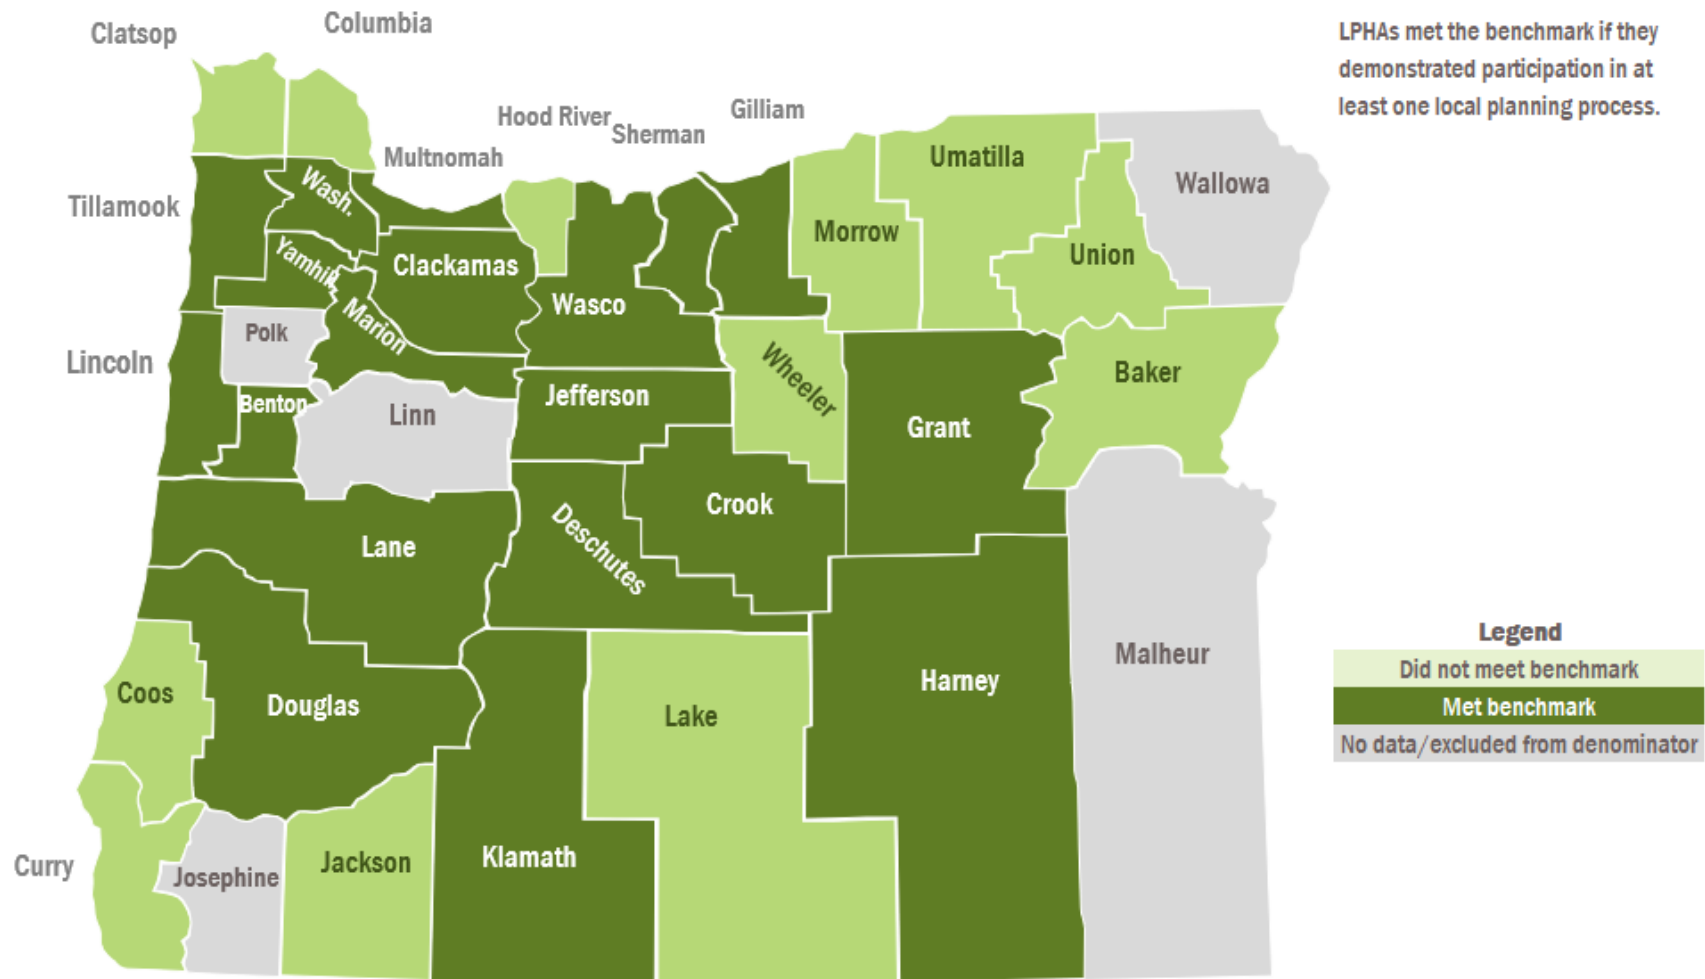 Columbia
Clatsop
LPHAs met the benchmark if they
demonstrated participation in at
least one local planning process.
Gilliam
Hood River
Sherman
Multnomah
Umatilla
Wallowa
Wash.
Tillamook
Morrow
Union
Yamhill
Clackamas
Wasco
Marion
Polk
Lincoln
Wheeler
Baker
Jefferson
Benton
Linn
Grant
Crook
Deschutes
Lane
Legend
Malheur
Did not meet benchmark
Harney
Coos
Douglas
Met benchmark
Lake
No data/excluded from denominator
Klamath
Jackson
Curry
Josephine